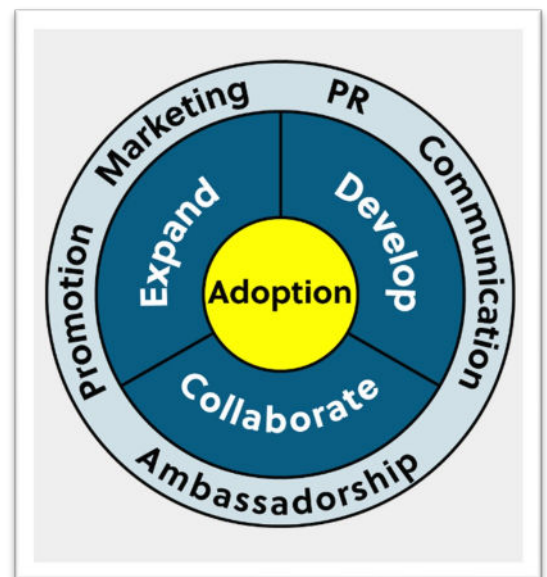 Marketing
PR
Communication
Promotion
Ambassadorship
Expand
Develop
Collaborate
Adoption